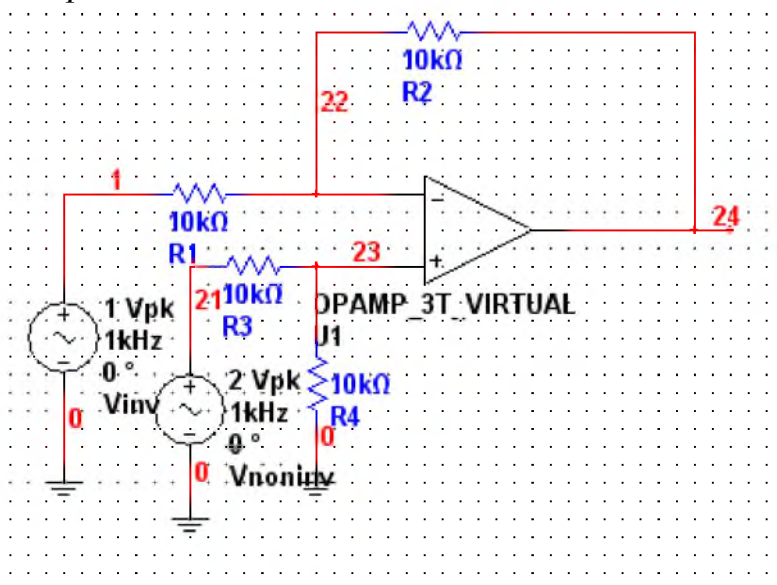 10kΩ
R2
22
1
10kΩ
R1
24
23
21
10kΩ
R3
OPAMP_3T_VIRTUAL
U1
1 Vpk
1kHz
0°
Vinv
0
2 Vpk
1kHz
0°
Vnoninv
0
10kΩ
R4
0